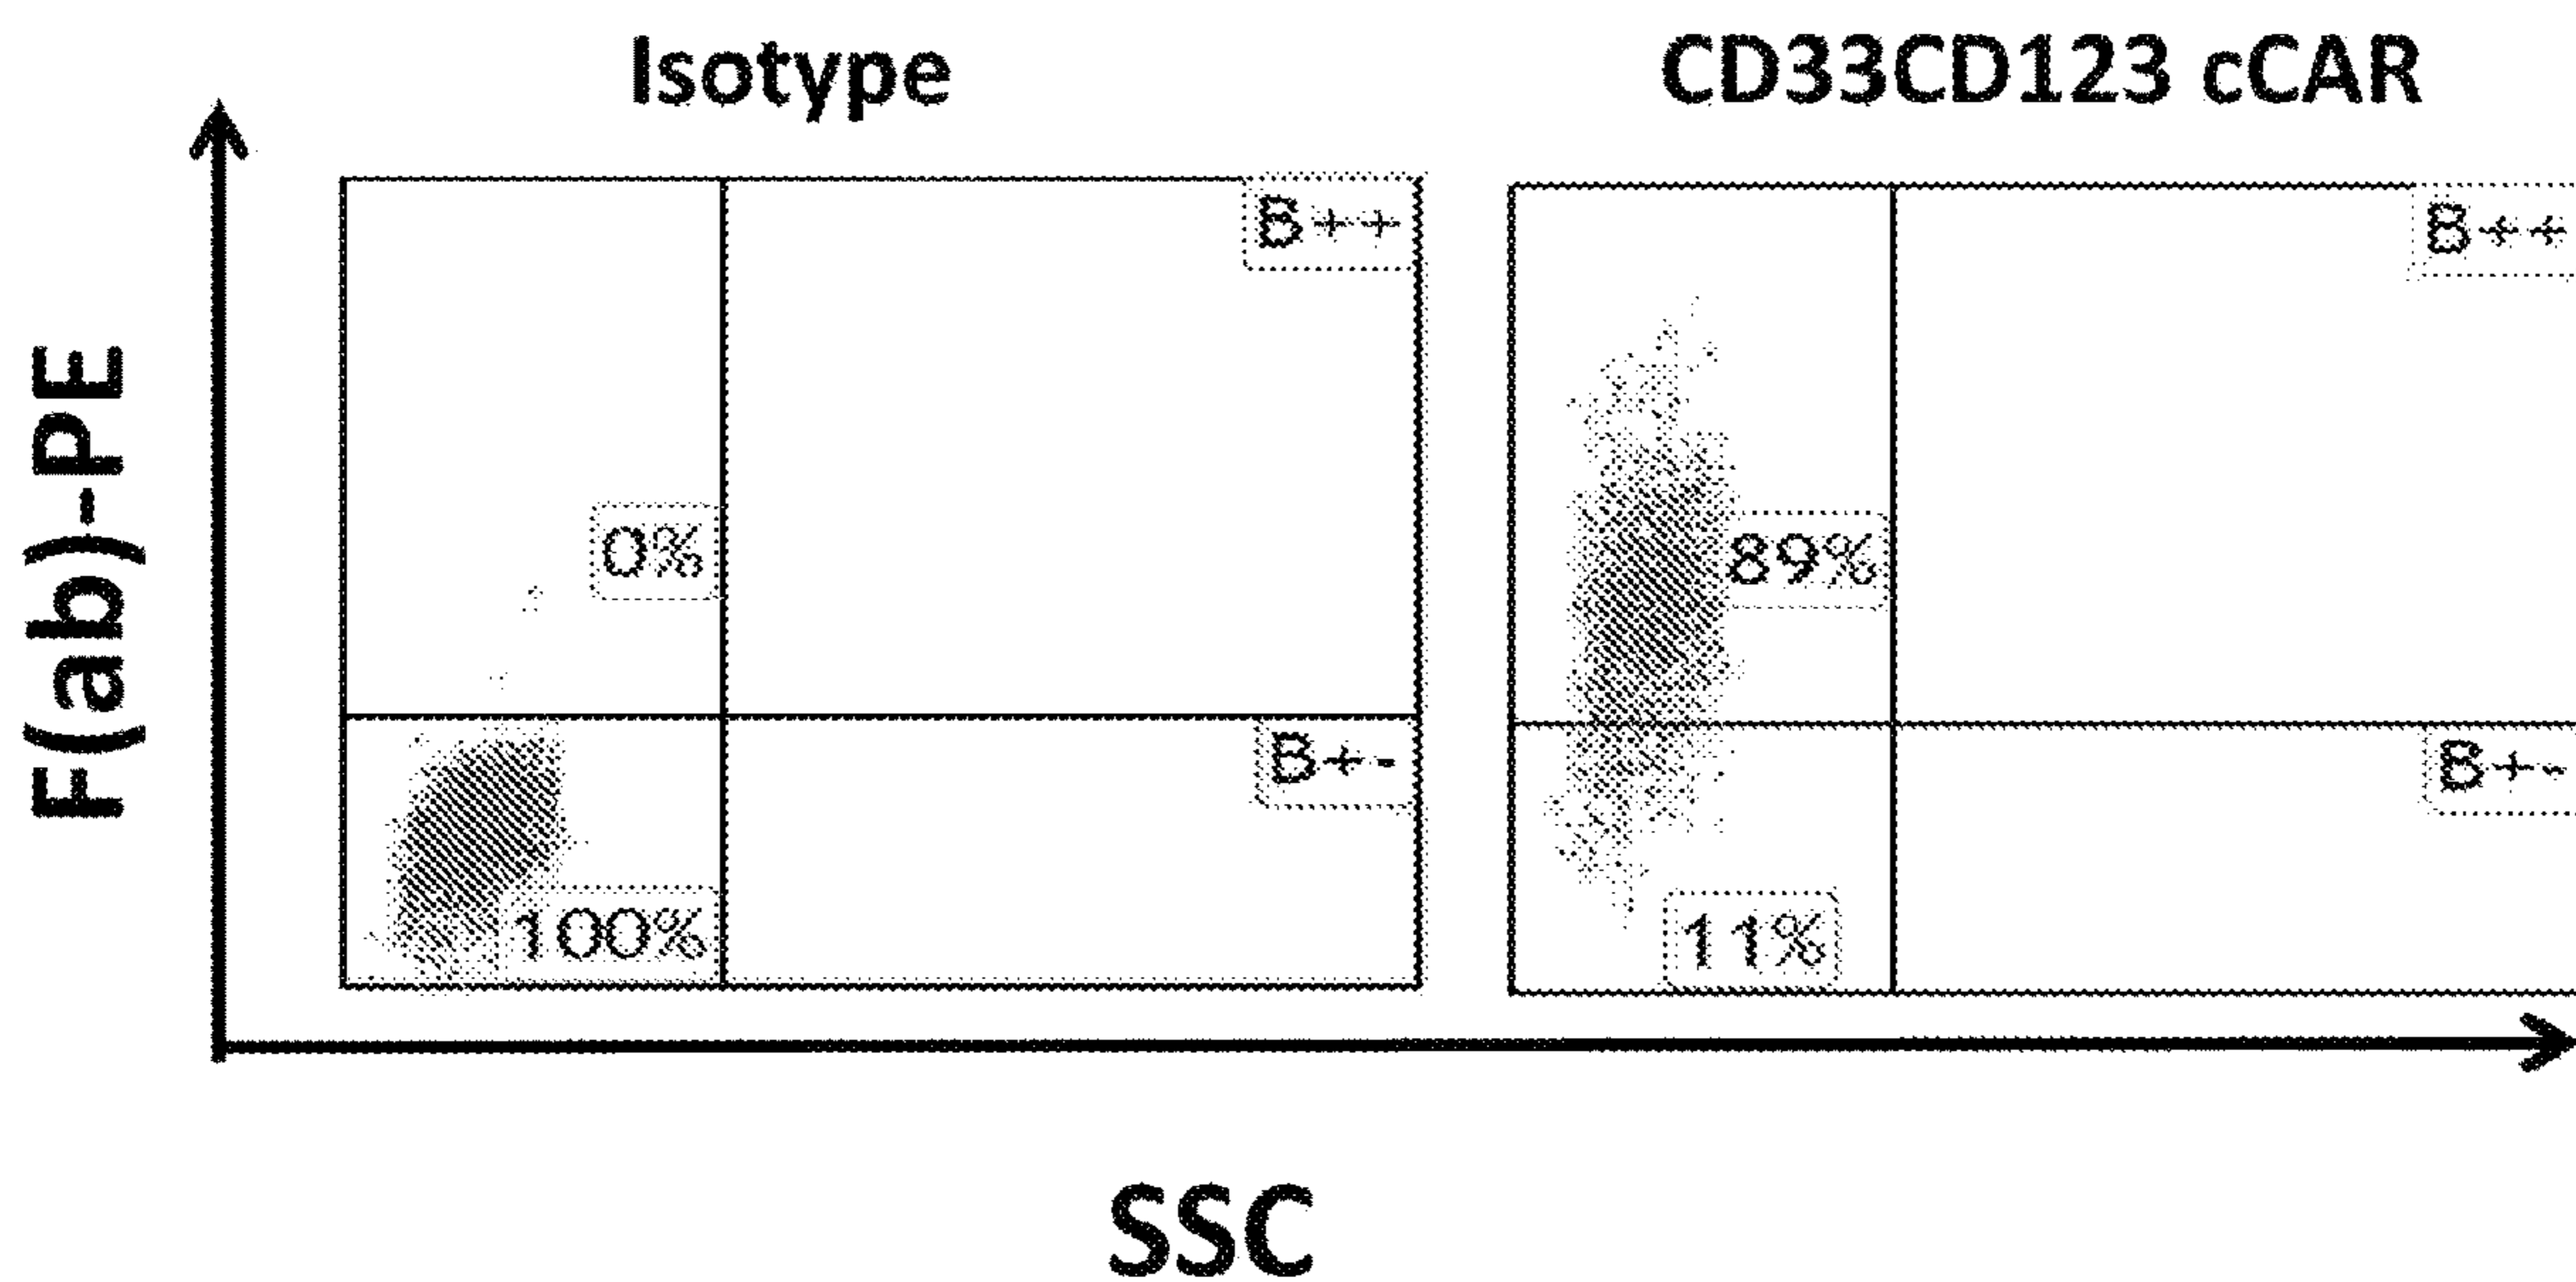 Isotype
CD33CD123 cCAR
F(ab)-PE
B++
0%
B+-
100%
B++
89%
B+-
11%
SSC